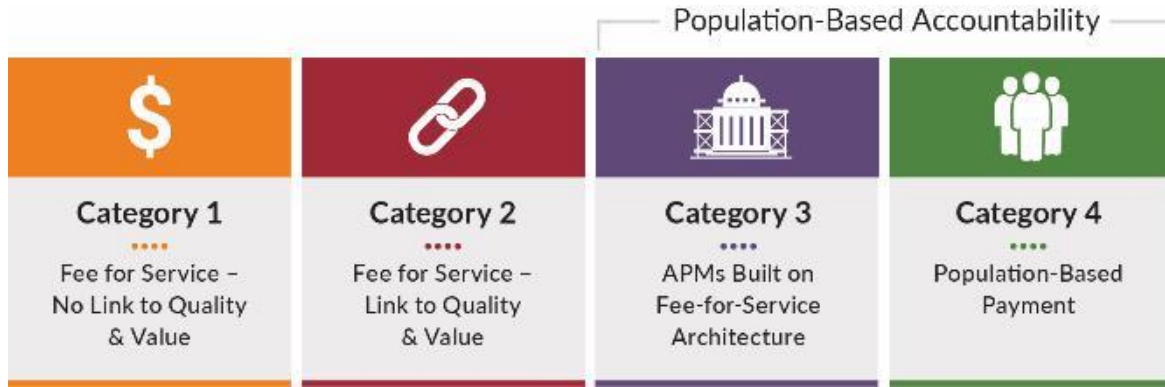 Population-Based Accountability
$
Category 1
Fee for Service –
No Link to Quality
& Value
Category 2
Fee for Service –
Link to Quality
& Value
Category 3
APMs Built on
Fee-for-Service
Architecture
Category 4
Population-Based
Payment